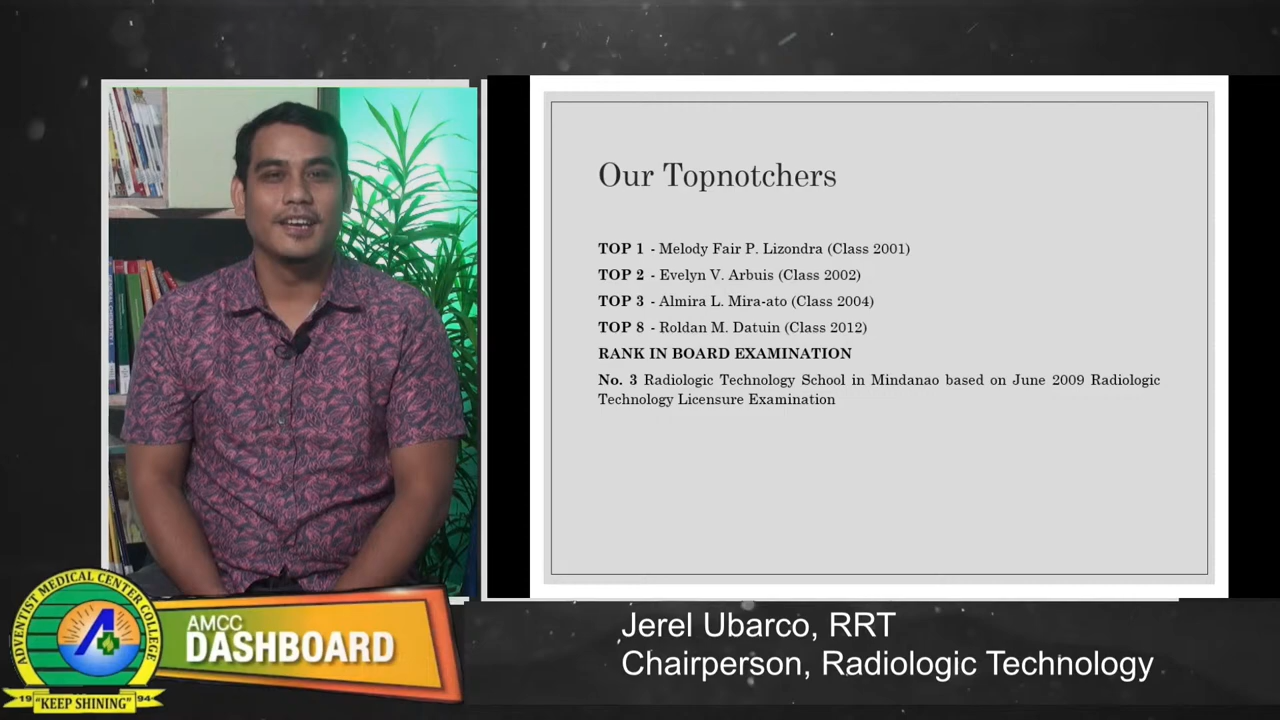 Our Topnotchers
TOP 1 - Melody Fair P. Lizondra (Class 2001)
TOP 2 - Evelyn V. Arbuis (Class 2002)
TOP 3 - Almira L. Mira-ato (Class 2004)
TOP 8 - Roldan M. Datuin (Class 2012)
RANK IN BOARD EXAMINATION
No. 3 Radiologic Technology School in Mindanao based on June 2009 Radiologic
Technology Licensure Examination
ADVENTIST MEDICAL CENTER COLLEGE
A
19 "KEEP SHINING" 94
AMCC
DASHBOARD
Jerel Ubarco, RRT
Chairperson, Radiologic Technology